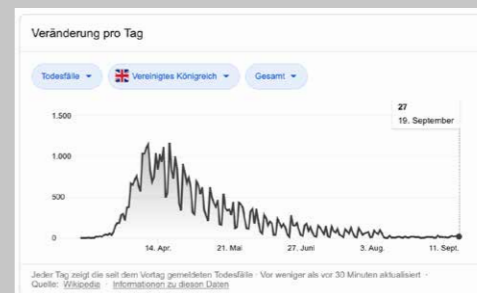 Veränderung pro Tag
Todesfälle
Vereinigtes Königreich
Gesamt
27
19. September
1.500
1.000
500
0
14. Apr.
21. Mai
27. Juni
3. Aug.
11. Sept.
Jeder Tag zeigt die seit dem Vortag gemeldeten Todesfälle · Vor weniger als vor 30 Minuten aktualisiert ·
Quelle: Wikipedia · Informationen zu diesen Daten